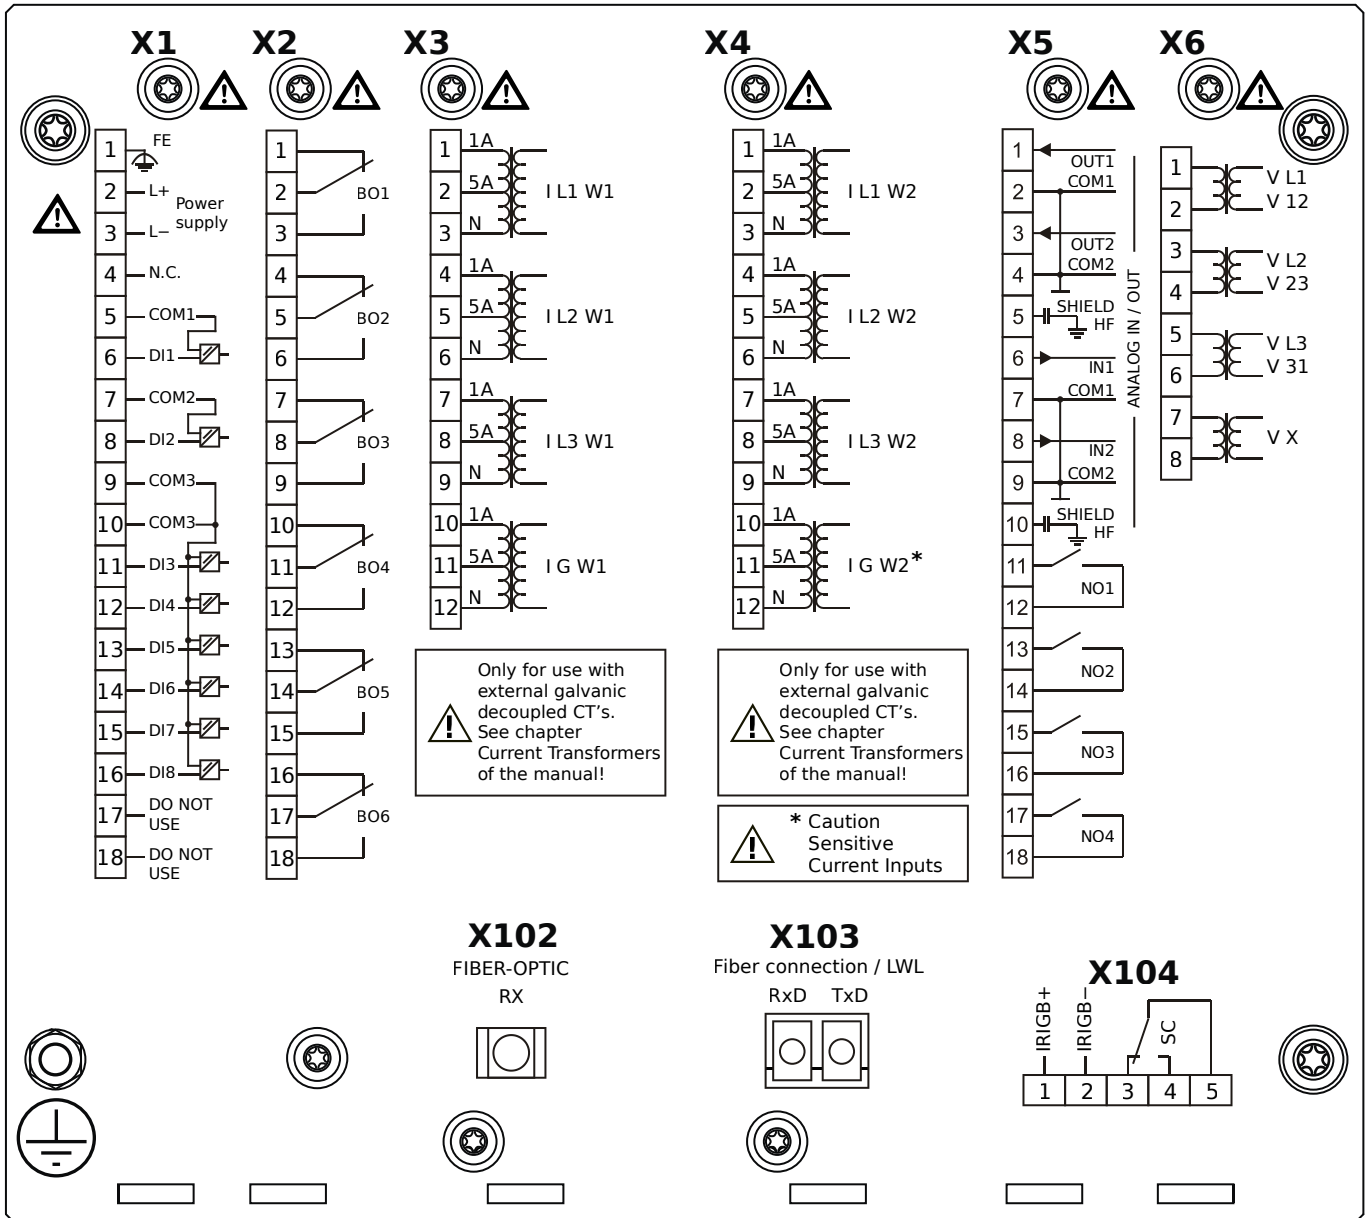 X1
X2
X3
X4
X5
X6
1
FE
2
L+
Power
supply
3
L−
4
N.C.
5
COM1
6
DI1
7
COM2
8
DI2
9
COM3
10
COM3
11
DI3
12
DI4
13
DI5
14
DI6
15
DI7
16
DI8
17
DO NOT
USE
18
DO NOT
USE
1
2
BO1
3
4
5
BO2
6
7
8
BO3
9
10
11
BO4
12
13
14
BO5
15
16
17
BO6
18
1
1A
2
5A
I L1 W1
3
N
4
1A
5
5A
I L2 W1
6
N
7
1A
8
5A
I L3 W1
9
N
10
1A
11
5A
I G W1
12
N
Only for use with
external galvanic
decoupled CT's.
See chapter
Current Transformers
of the manual!
1
1A
2
5A
I L1 W2
3
N
4
1A
5
5A
I L2 W2
6
N
7
1A
8
5A
I L3 W2
9
N
10
1A
11
5A
I G W2*
12
N
Only for use with
external galvanic
decoupled CT's.
See chapter
Current Transformers
of the manual!
* Caution
Sensitive
Current Inputs
1
OUT1
2
COM1
3
OUT2
4
COM2
5
SHIELD
HF
6
IN1
7
COM1
8
IN2
9
COM2
10
SHIELD
HF
ANALOG IN / OUT
11
NO1
12
13
NO2
14
15
NO3
16
17
NO4
18
1
V L1
2
V 12
3
V L2
4
V 23
5
V L3
6
V 31
7
V X
8
X102
FIBER-OPTIC
RX
X103
Fiber connection / LWL
RxD TxD
X104
IRIGB+
IRIGB−
SC
1 2 3 4 5